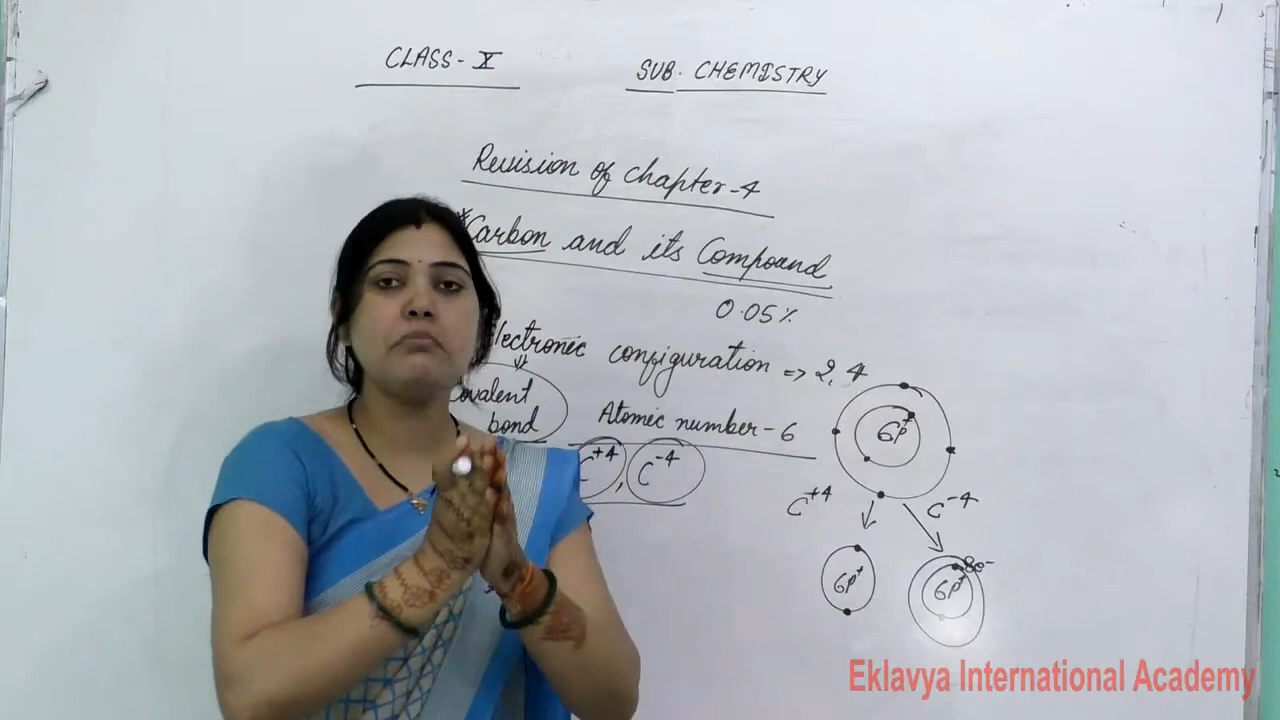 CLASS - X
SUB. CHEMISTRY
Revision of chapter-4
*Carbon and its Compound
0.05%
lectronic configuration => 2,4
Covalent
bond
Atomic number - 6
C+4, C-4
6P+
C+4
C-4
6P+
6P+
8e-
Eklavya International Academy